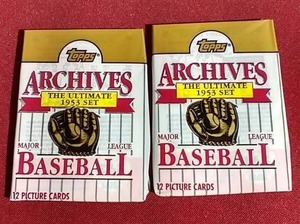 Topps
ARCHIVES
THE ULTIMATE
1953 SET
MAJOR LEAGUE
BASEBALL
12 PICTURE CARDS
Topps
ARCHIVES
THE ULTIMATE
1953 SET
MAJOR LEAGUE
BASEBALL
12 PICTURE CARDS